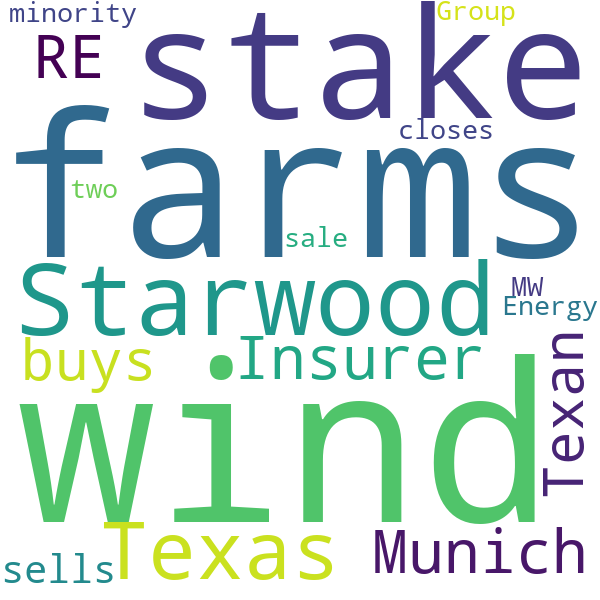 minority
Group
RE
stake
closes
farms
two
sale
Starwood
MW
Energy
buys
Insurer
Texan
wind
Texas
Munich
sells